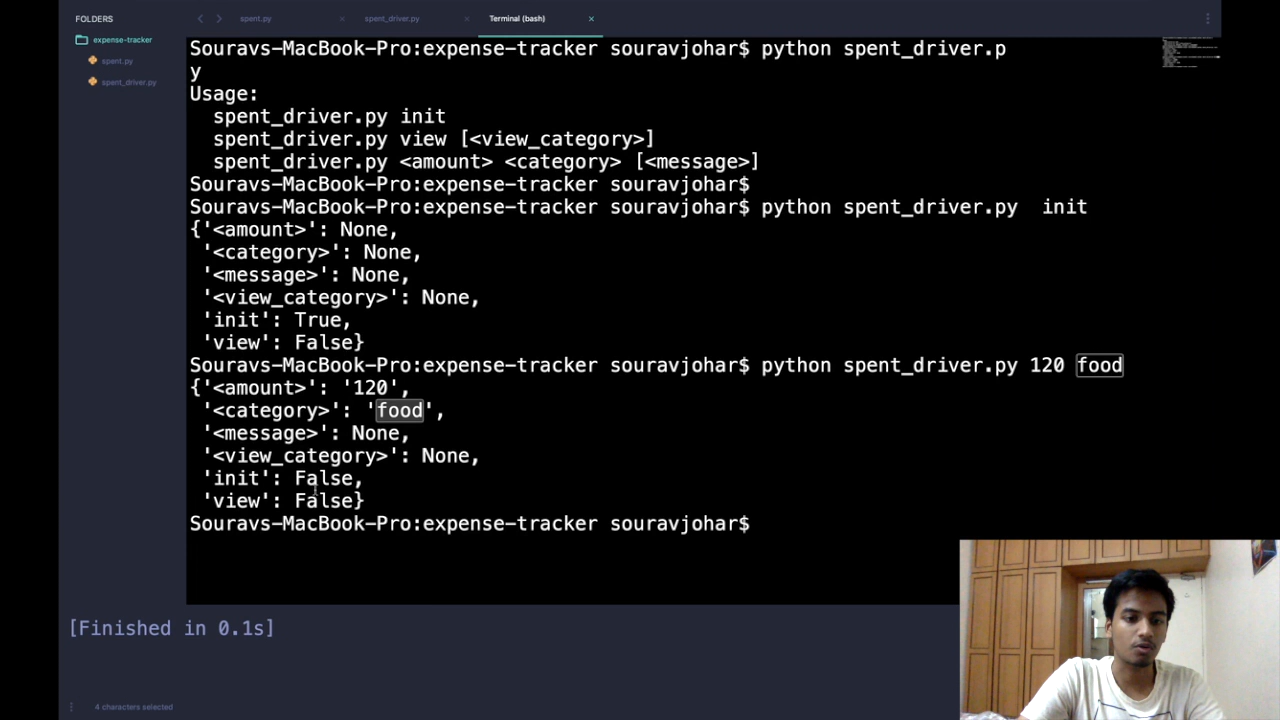 FOLDERS
expense-tracker
spent.py
spent_driver.py
spent.py
spent_driver.py
Terminal (bash)
Souravs-MacBook-Pro:expense-tracker souravjohar$ python spent_driver.p
y
Usage:
spent_driver.py init
spent_driver.py view [<view_category>]
spent_driver.py <amount> <category> [<message>]
Souravs-MacBook-Pro:expense-tracker souravjohar$
Souravs-MacBook-Pro:expense-tracker souravjohar$ python spent_driver.py  init
{'<amount>': None,
'<category>': None,
'<message>': None,
'<view_category>': None,
'init': True,
'view': False}
Souravs-MacBook-Pro:expense-tracker souravjohar$ python spent_driver.py 120 food
{'<amount>': '120',
'<category>': 'food',
'<message>': None,
'<view_category>': None,
'init': False,
'view': False}
Souravs-MacBook-Pro:expense-tracker souravjohar$
[Finished in 0.1s]
4 characters selected